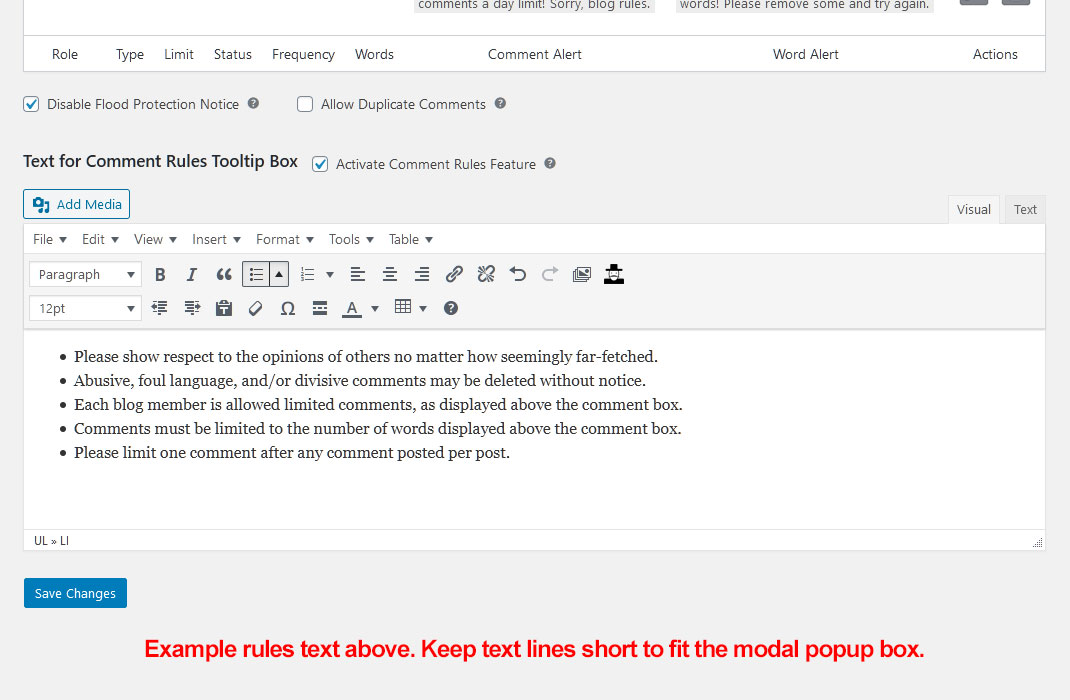 comments a day limit! Sorry, blog rules. words! Please remove some and try again.
Role Type Limit Status Frequency Words Comment Alert Word Alert Actions
Disable Flood Protection Notice Allow Duplicate Comments
Text for Comment Rules Tooltip Box Activate Comment Rules Feature
Add Media Visual Text
File Edit View Insert Format Tools Table
Paragraph
12pt
Please show respect to the opinions of others no matter how seemingly far-fetched.
Abusive, foul language, and/or divisive comments may be deleted without notice.
Each blog member is allowed limited comments, as displayed above the comment box.
Comments must be limited to the number of words displayed above the comment box.
Please limit one comment after any comment posted per post.
UL » LI
Save Changes
Example rules text above. Keep text lines short to fit the modal popup box.